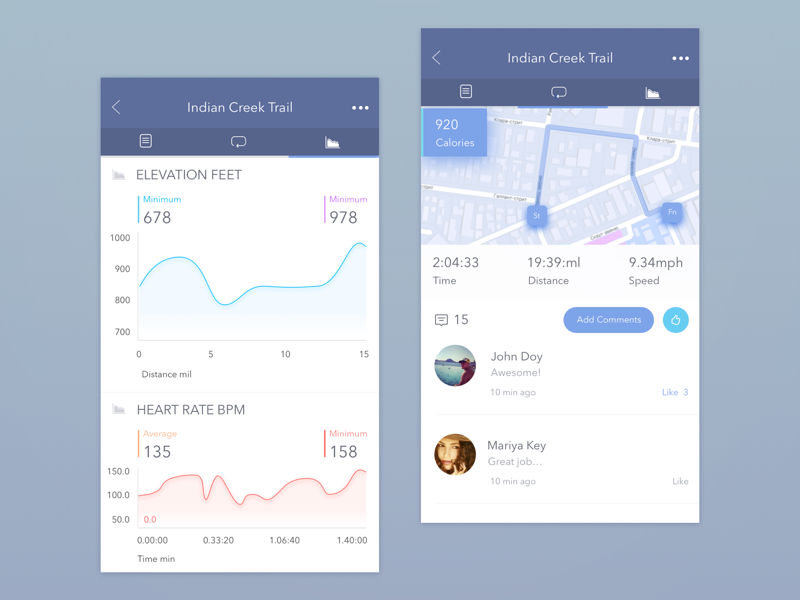 Indian Creek Trail
ELEVATION FEET
Minimum
678
Minimum
978
1000
900
800
700
0 5 10 15
Distance mil
HEART RATE BPM
Average
135
Minimum
158
150.0
100.0
50.0
0.0
0.00:00 0.33:20 1.06:40 1.40:00
Time min
Indian Creek Trail
920
Calories
St
Fn
2:04:33
Time
19:39:ml
Distance
9.34mph
Speed
15
Add Comments
John Doy
Awesome!
10 min ago
Like 3
Mariya Key
Great job...
10 min ago
Like